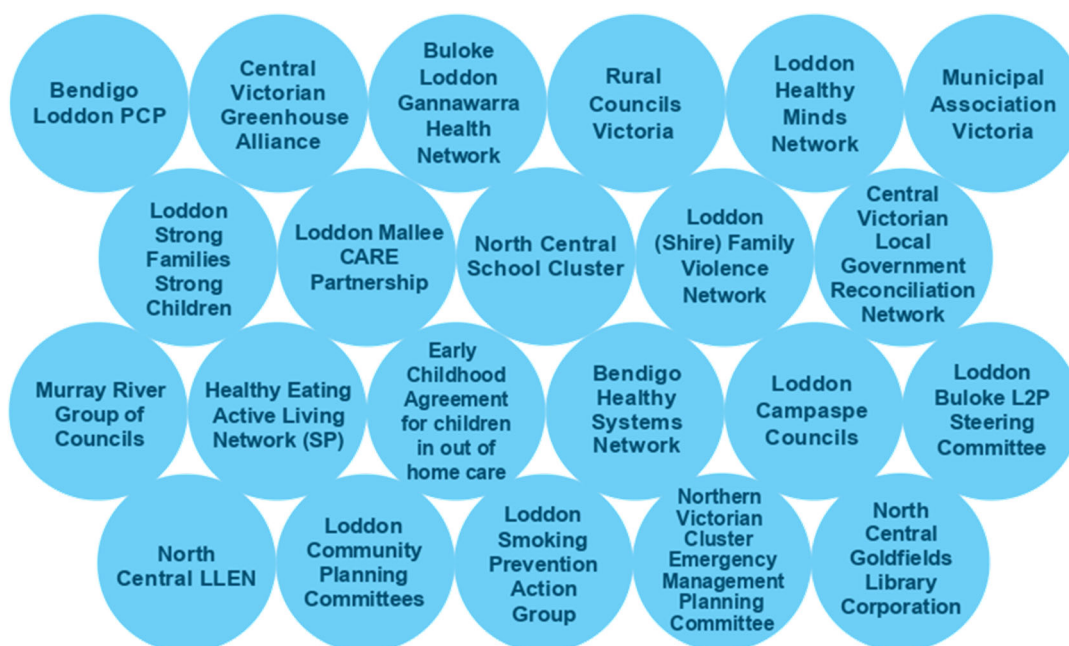 Bendigo
Loddon PCP
Central
Victorian
Greenhouse
Alliance
Buloke
Loddon
Gannawarra
Health
Network
Rural
Councils
Victoria
Loddon
Healthy
Minds
Network
Municipal
Association
Victoria
Loddon
Strong
Families
Strong
Children
Loddon Mallee
CARE
Partnership
North Central
School Cluster
Loddon
(Shire) Family
Violence
Network
Central
Victorian
Local
Government
Reconciliation
Network
Murray River
Group of
Councils
Healthy Eating
Active Living
Network (SP)
Early
Childhood
Agreement
for children
in out of
home care
Bendigo
Healthy
Systems
Network
Loddon
Campaspe
Councils
Loddon
Buloke L2P
Steering
Committee
North
Central LLEN
Loddon
Community
Planning
Committees
Loddon
Smoking
Prevention
Action
Group
Northern
Victorian
Cluster
Emergency
Management
Planning
Committee
North
Central
Goldfields
Library
Corporation